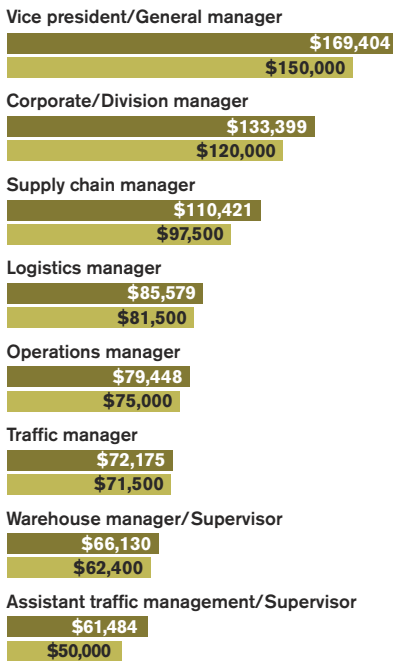 Vice president/General manager
$169,404
$150,000
Corporate/Division manager
$133,399
$120,000
Supply chain manager
$110,421
$97,500
Logistics manager
$85,579
$81,500
Operations manager
$79,448
$75,000
Traffic manager
$72,175
$71,500
Warehouse manager/Supervisor
$66,130
$62,400
Assistant traffic management/Supervisor
$61,484
$50,000